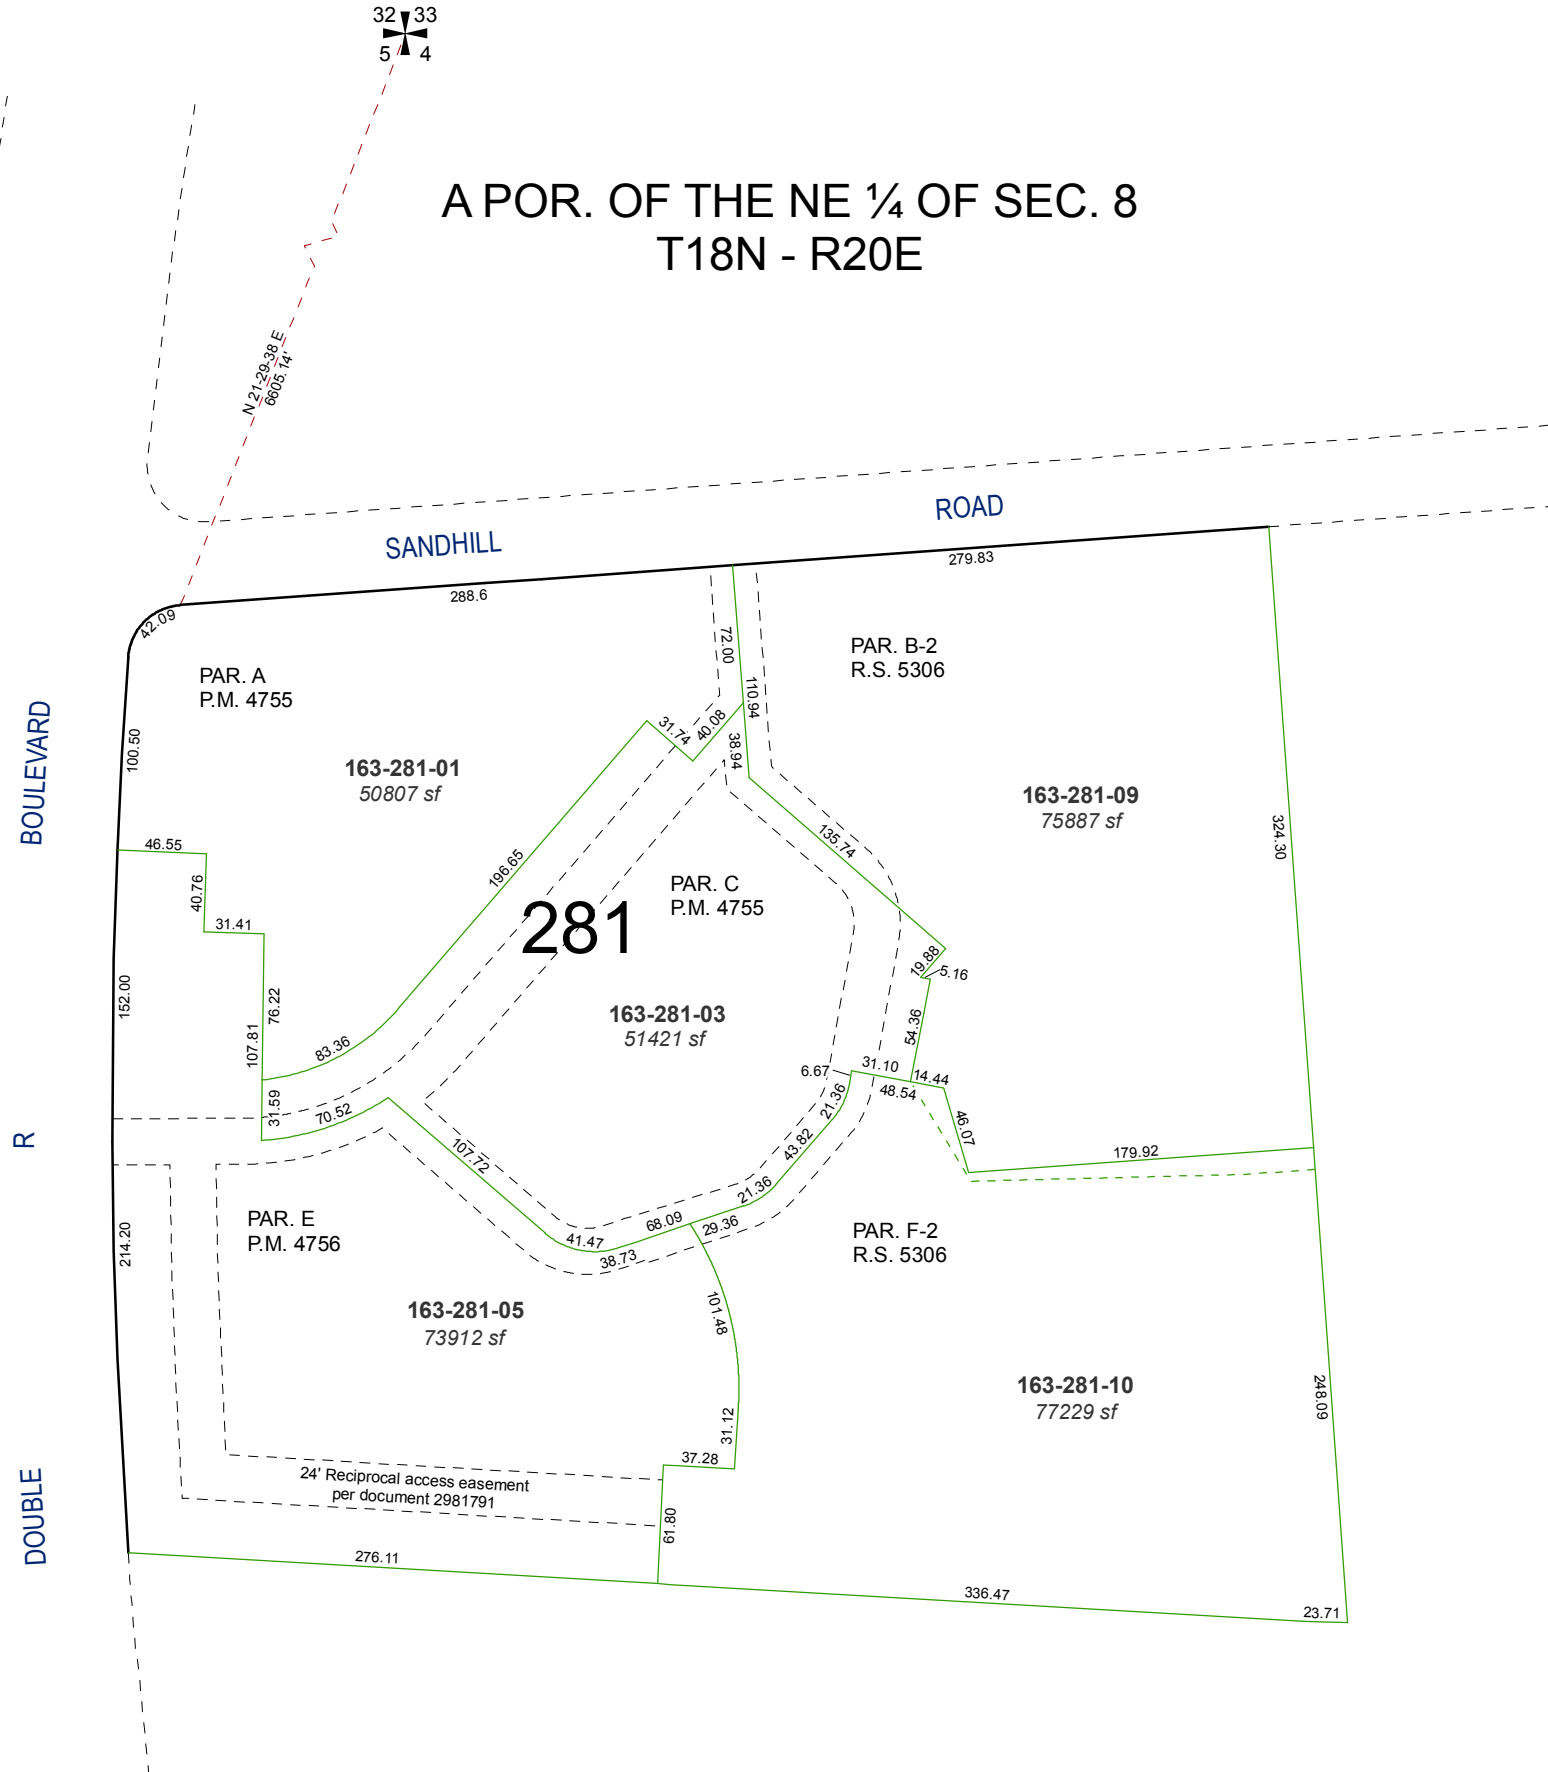 32 33
5 4
A POR. OF THE NE ¼ OF SEC. 8
T18N - R20E
N 21-29-38 E
6605.14'
SANDHILL ROAD
279.83
288.6
42.09
PAR. A
P.M. 4755
72.00
PAR. B-2
R.S. 5306
110.94
31.74
40.08
38.94
BOULEVARD
100.50
163-281-01
50807 sf
163-281-09
75887 sf
324.30
135.74
46.55
196.65
40.76
PAR. C
P.M. 4755
31.41
281
19.88
5.16
152.00
76.22
163-281-03
51421 sf
54.36
107.81
83.36
6.67
31.10
14.44
48.54
21.36
31.59
70.52
46.07
R
107.72
43.82
179.92
21.36
PAR. E
P.M. 4756
68.09
29.36
PAR. F-2
R.S. 5306
214.20
41.47
38.73
163-281-05
73912 sf
101.48
163-281-10
77229 sf
248.09
31.12
37.28
DOUBLE
24' Reciprocal access easement
per document 2981791
61.80
276.11
336.47
23.71